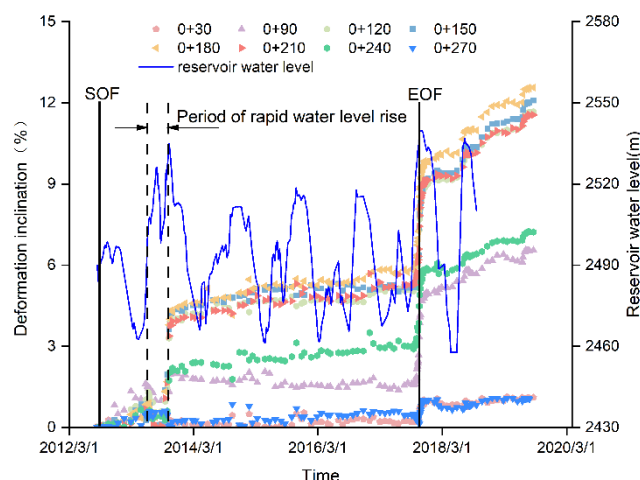 15
12
9
6
3
0
Deformation inclination（%）
0+30 0+90 0+120 0+150
0+180 0+210 0+240 0+270
reservoir water level
SOF
EOF
Period of rapid water level rise
2580
2550
2520
2490
2460
2430
Reservoir water level(m)
2012/3/1 2014/3/1 2016/3/1 2018/3/1 2020/3/1
Time